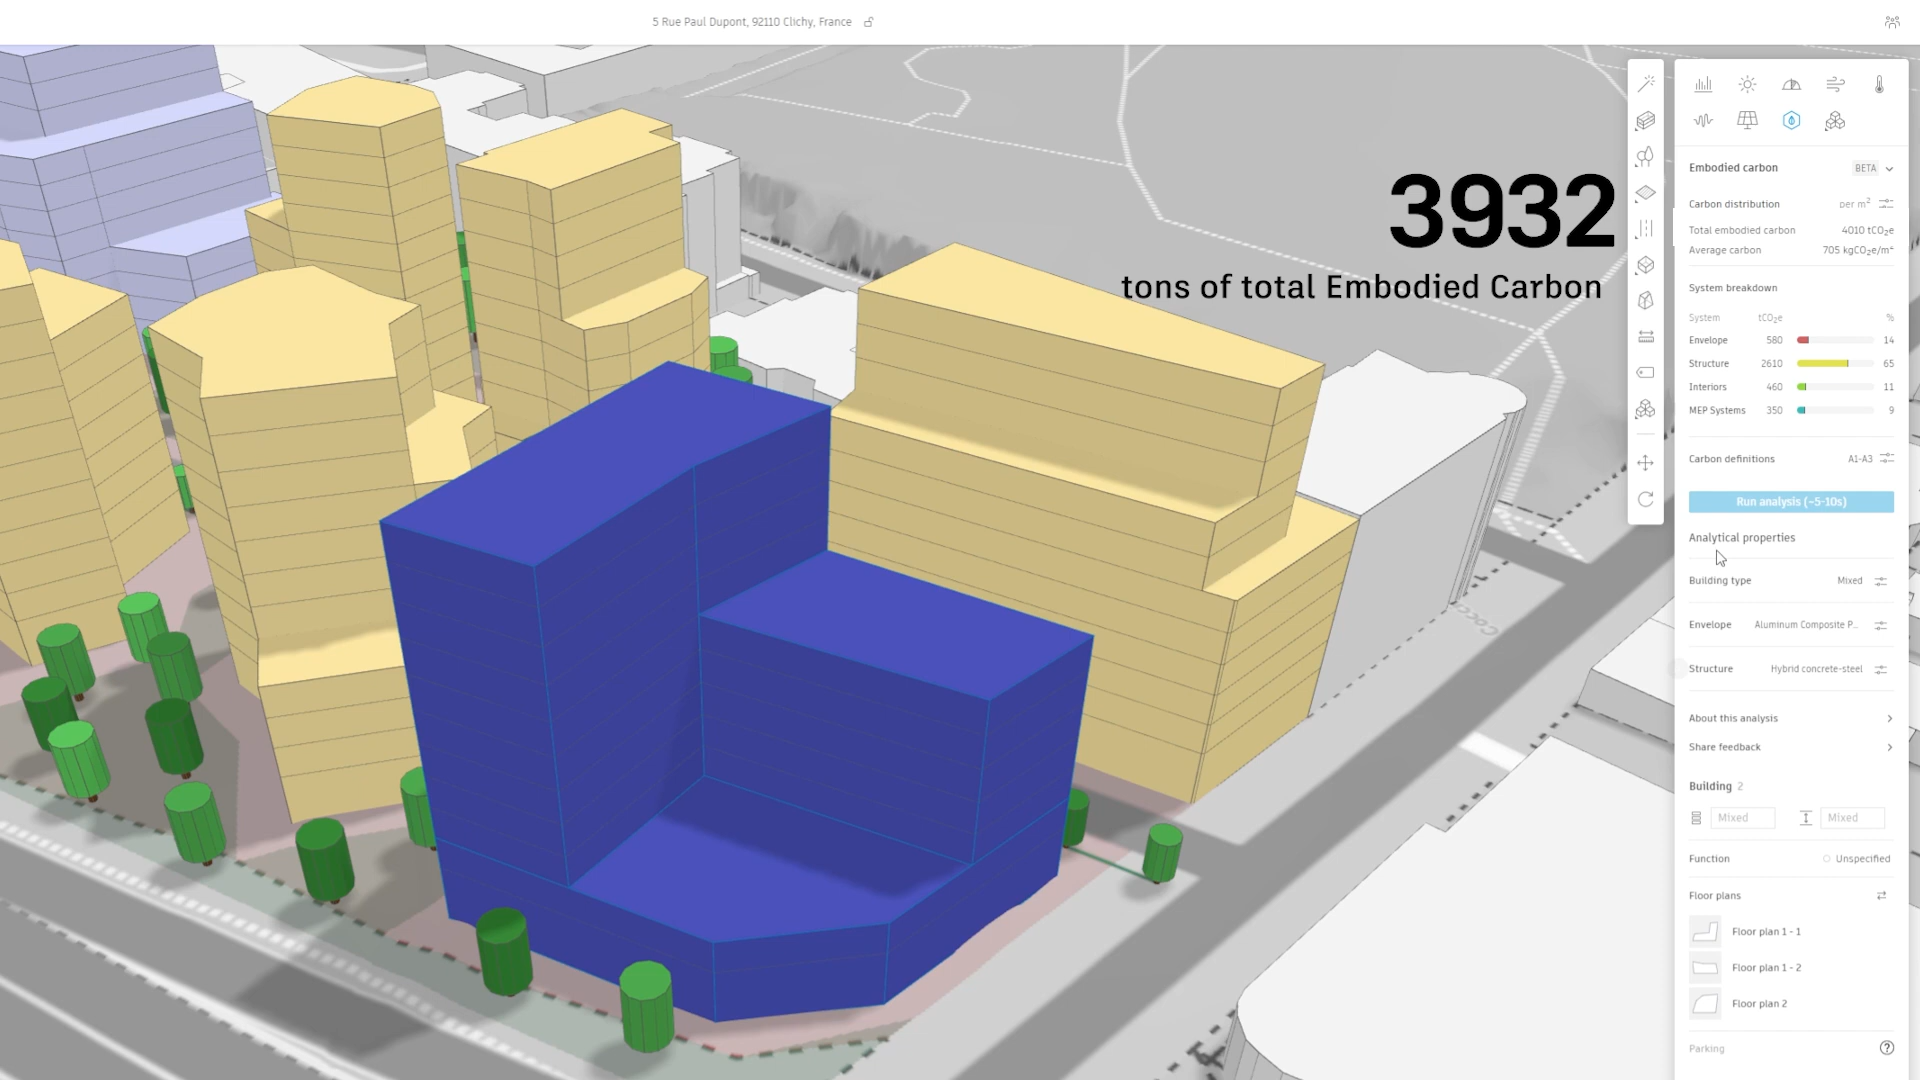 5 Rue Paul Dupont, 92110 Clichy, France
3932
tons of total Embodied Carbon
Embodied carbon BETA
Carbon distribution per m²
Total embodied carbon 4010 tCO₂e
Average carbon 705 kgCO₂e/m²
System breakdown
System tCO₂e %
Envelope 580 14
Structure 2610 65
Interiors 460 11
MEP Systems 350 9
Carbon definitions A1-A3
Run analysis (~5-10s)
Analytical properties
Building type Mixed
Envelope Aluminum Composite P...
Structure Hybrid concrete-steel
About this analysis
Share feedback
Building 2
Mixed Mixed
Function Unspecified
Floor plans
Floor plan 1 - 1
Floor plan 1 - 2
Floor plan 2
Parking ?